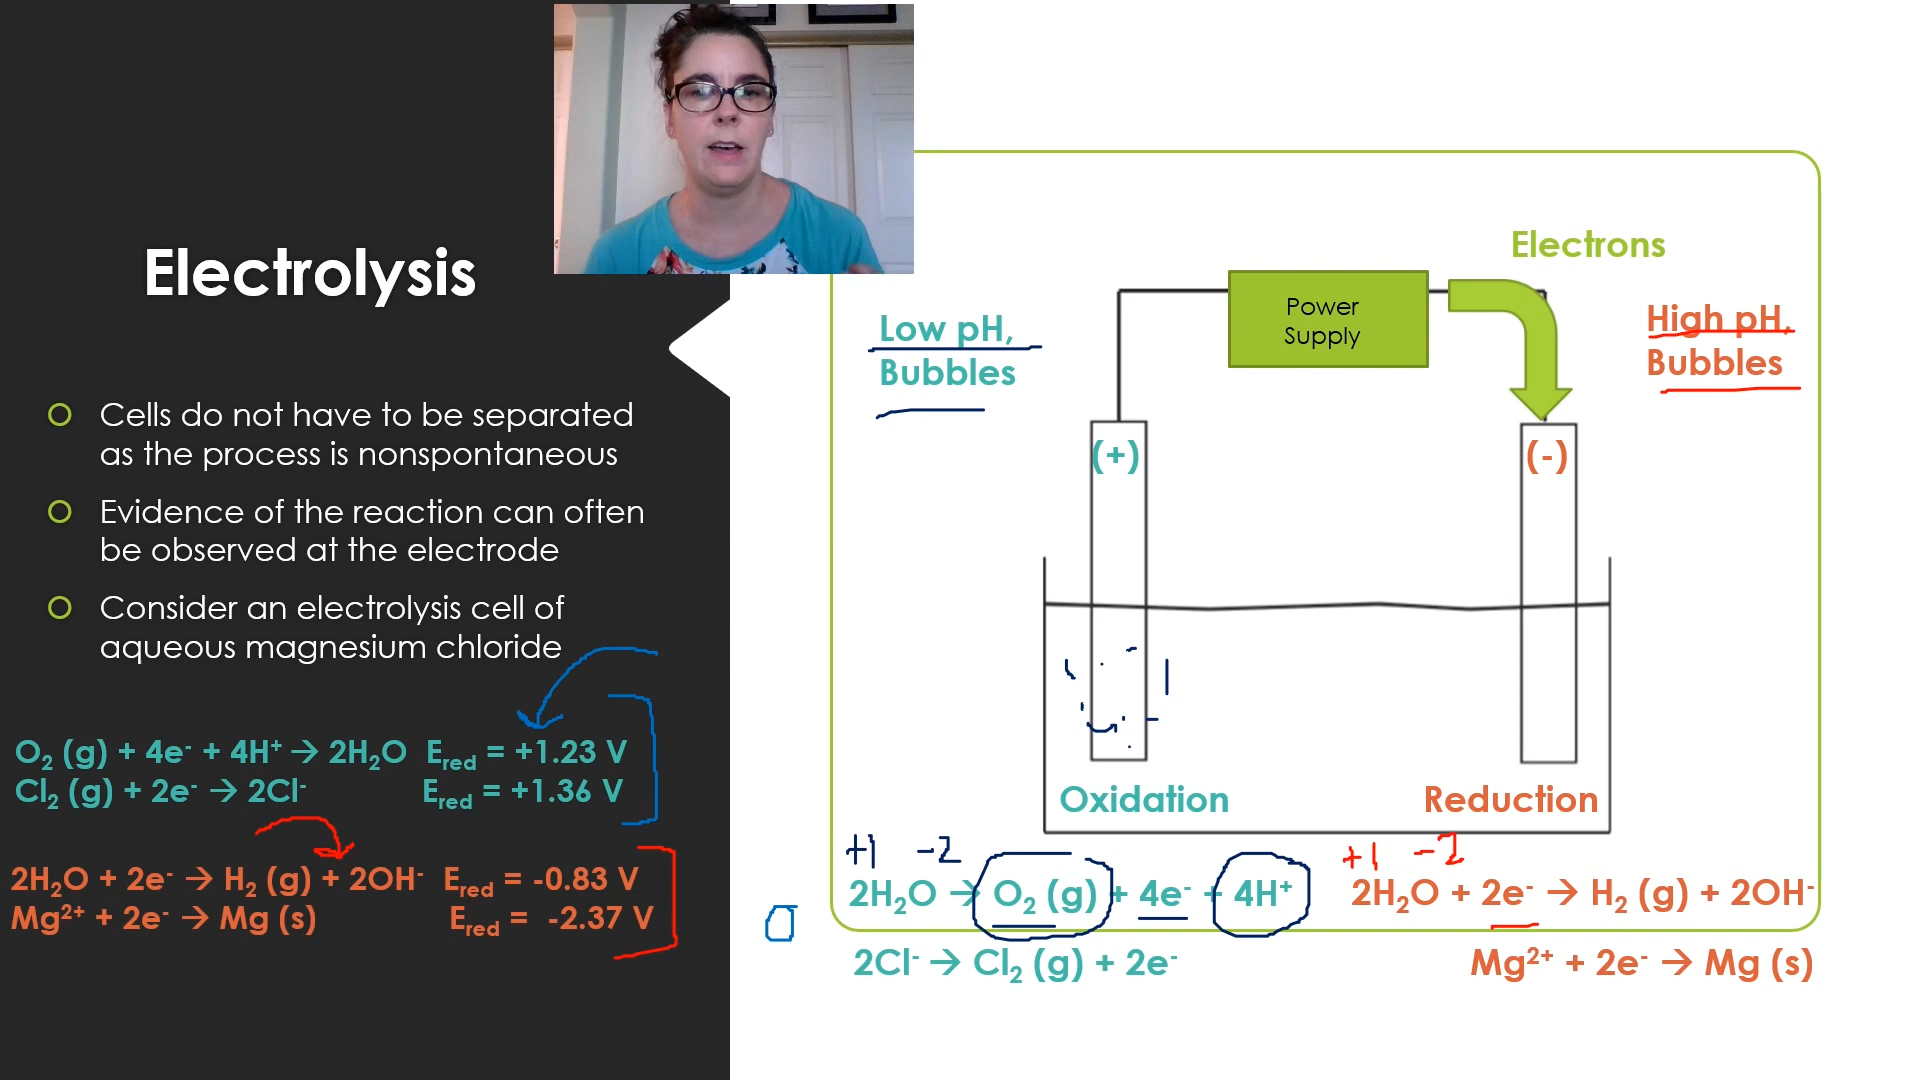 Electrolysis
Cells do not have to be separated
as the process is nonspontaneous
Evidence of the reaction can often
be observed at the electrode
Consider an electrolysis cell of
aqueous magnesium chloride
O₂ (g) + 4e⁻ + 4H⁺ → 2H₂O E_red = +1.23 V
Cl₂ (g) + 2e⁻ → 2Cl⁻ E_red = +1.36 V
2H₂O + 2e⁻ → H₂ (g) + 2OH⁻ E_red = -0.83 V
Mg²⁺ + 2e⁻ → Mg (s) E_red = -2.37 V
Electrons
Power
Supply
Low pH,
Bubbles
High pH,
Bubbles
(+)
(-)
Oxidation
Reduction
+1 -2
+1 -2
2H₂O → O₂ (g) + 4e⁻ + 4H⁺
2H₂O + 2e⁻ → H₂ (g) + 2OH⁻
2Cl⁻ → Cl₂ (g) + 2e⁻
Mg²⁺ + 2e⁻ → Mg (s)